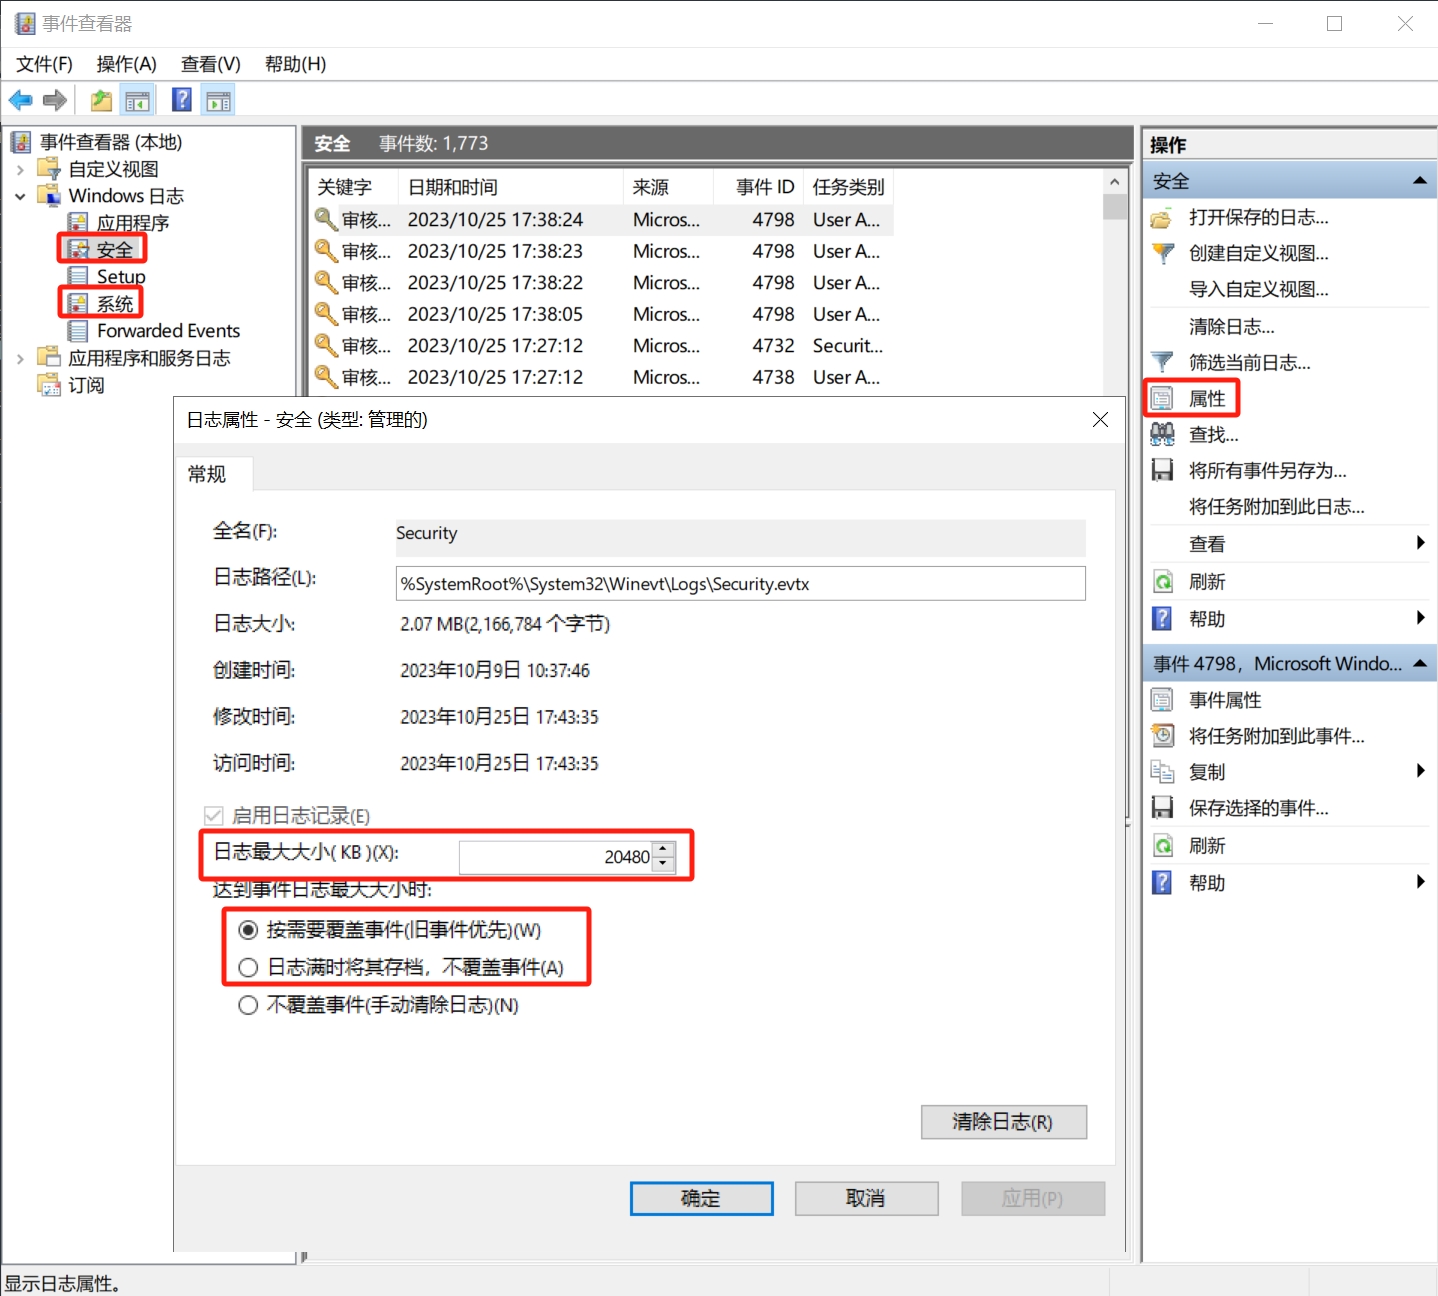 事件查看器
文件(F) 操作(A) 查看(V) 帮助(H)
事件查看器 (本地)
自定义视图
Windows 日志
应用程序
安全
Setup
系统
Forwarded Events
应用程序和服务日志
订阅
安全 事件数: 1,773
关键字 日期和时间 来源 事件 ID 任务类别
审核... 2023/10/25 17:38:24 Micros... 4798 User A...
审核... 2023/10/25 17:38:23 Micros... 4798 User A...
审核... 2023/10/25 17:38:22 Micros... 4798 User A...
审核... 2023/10/25 17:38:05 Micros... 4798 User A...
审核... 2023/10/25 17:27:12 Micros... 4732 Securit...
审核... 2023/10/25 17:27:12 Micros... 4738 User A...
日志属性 - 安全 (类型: 管理的)
常规
全名(F): Security
日志路径(L): %SystemRoot%\System32\Winevt\Logs\Security.evtx
日志大小: 2.07 MB(2,166,784 个字节)
创建时间: 2023年10月9日 10:37:46
修改时间: 2023年10月25日 17:43:35
访问时间: 2023年10月25日 17:43:35
启用日志记录(E)
日志最大大小( KB )(X): 20480
达到事件日志最大大小时:
按需要覆盖事件(旧事件优先)(W)
日志满时将其存档，不覆盖事件(A)
不覆盖事件(手动清除日志)(N)
清除日志(R)
确定 取消 应用(P)
操作
安全
打开保存的日志...
创建自定义视图...
导入自定义视图...
清除日志...
筛选当前日志...
属性
查找...
将所有事件另存为...
将任务附加到此日志...
查看
刷新
帮助
事件 4798，Microsoft Windo...
事件属性
将任务附加到此事件...
复制
保存选择的事件...
刷新
帮助
显示日志属性。